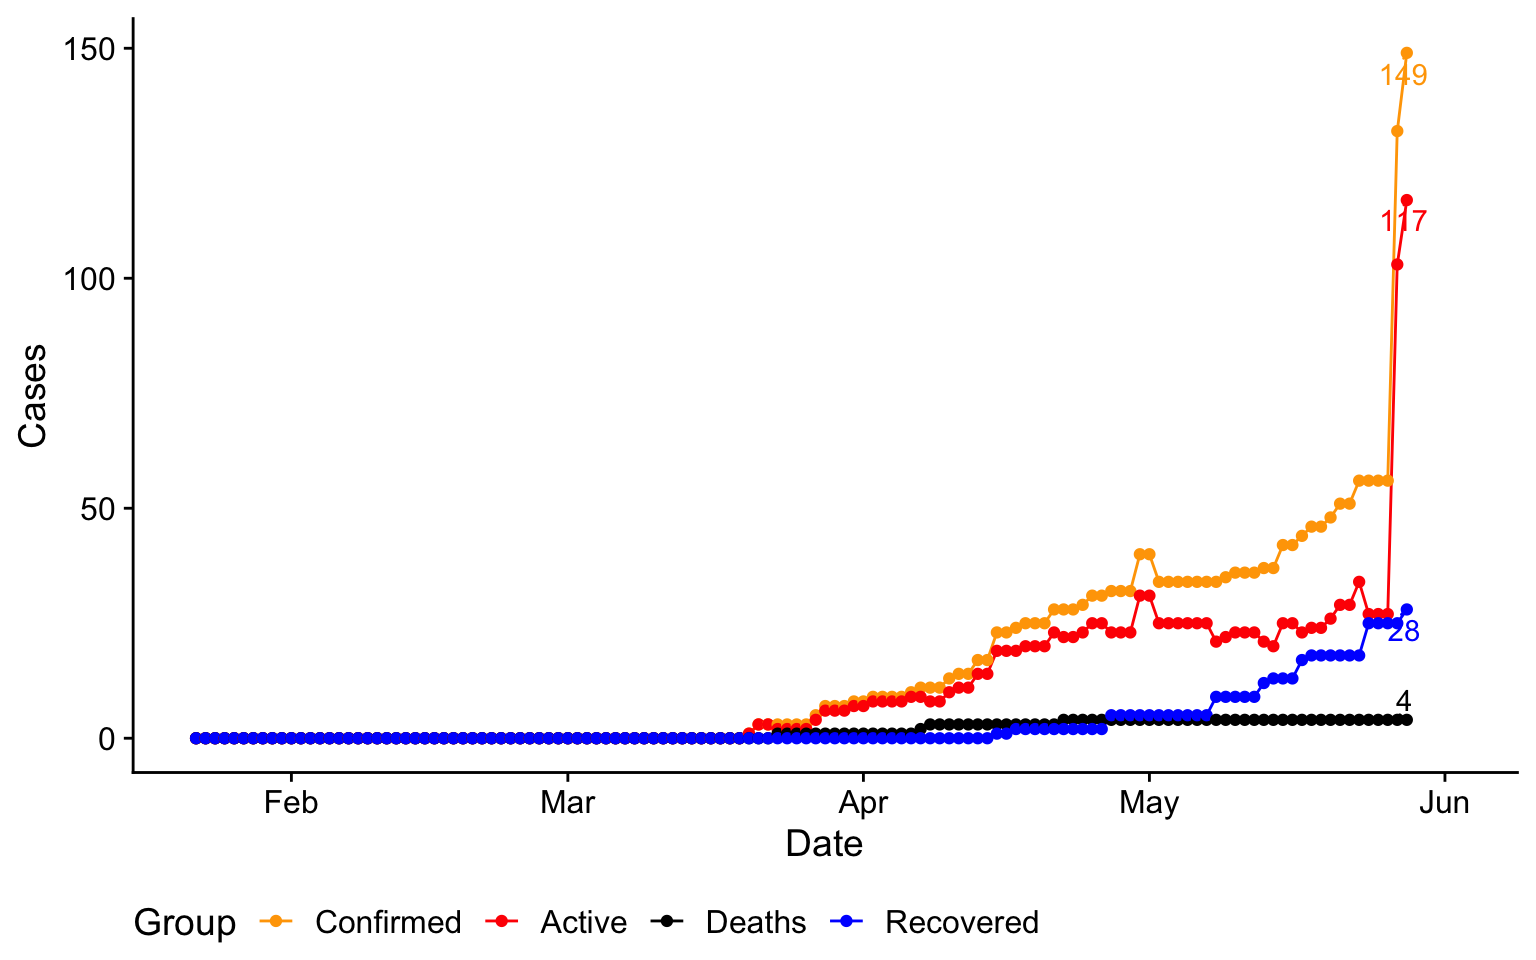 150
149
117
100
Cases
50
28
4
0
Feb Mar Apr May Jun
Date
Group Confirmed Active Deaths Recovered